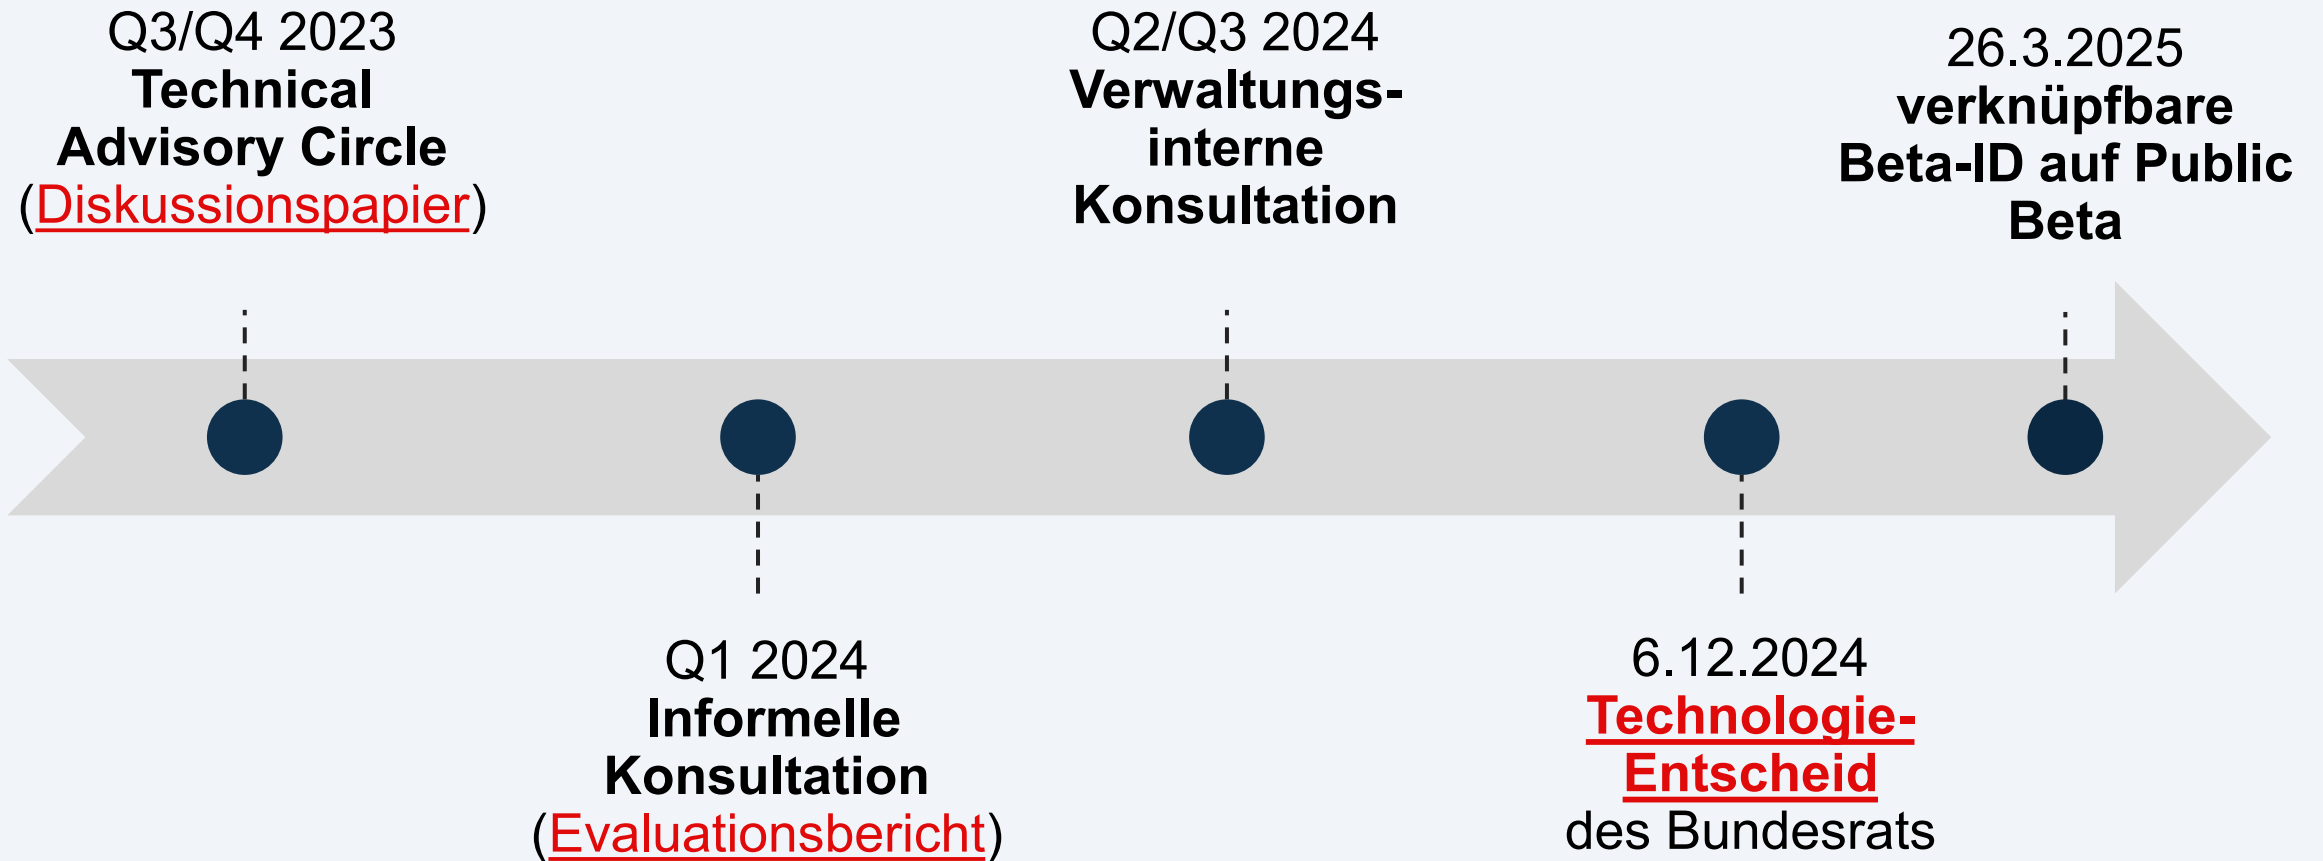 Q3/Q4 2023
Technical
Advisory Circle
(Diskussionspapier)
Q1 2024
Informelle
Konsultation
(Evaluationsbericht)
Q2/Q3 2024
Verwaltungs-
interne
Konsultation
6.12.2024
Technologie-
Entscheid
des Bundesrats
26.3.2025
verknüpfbare
Beta-ID auf Public
Beta